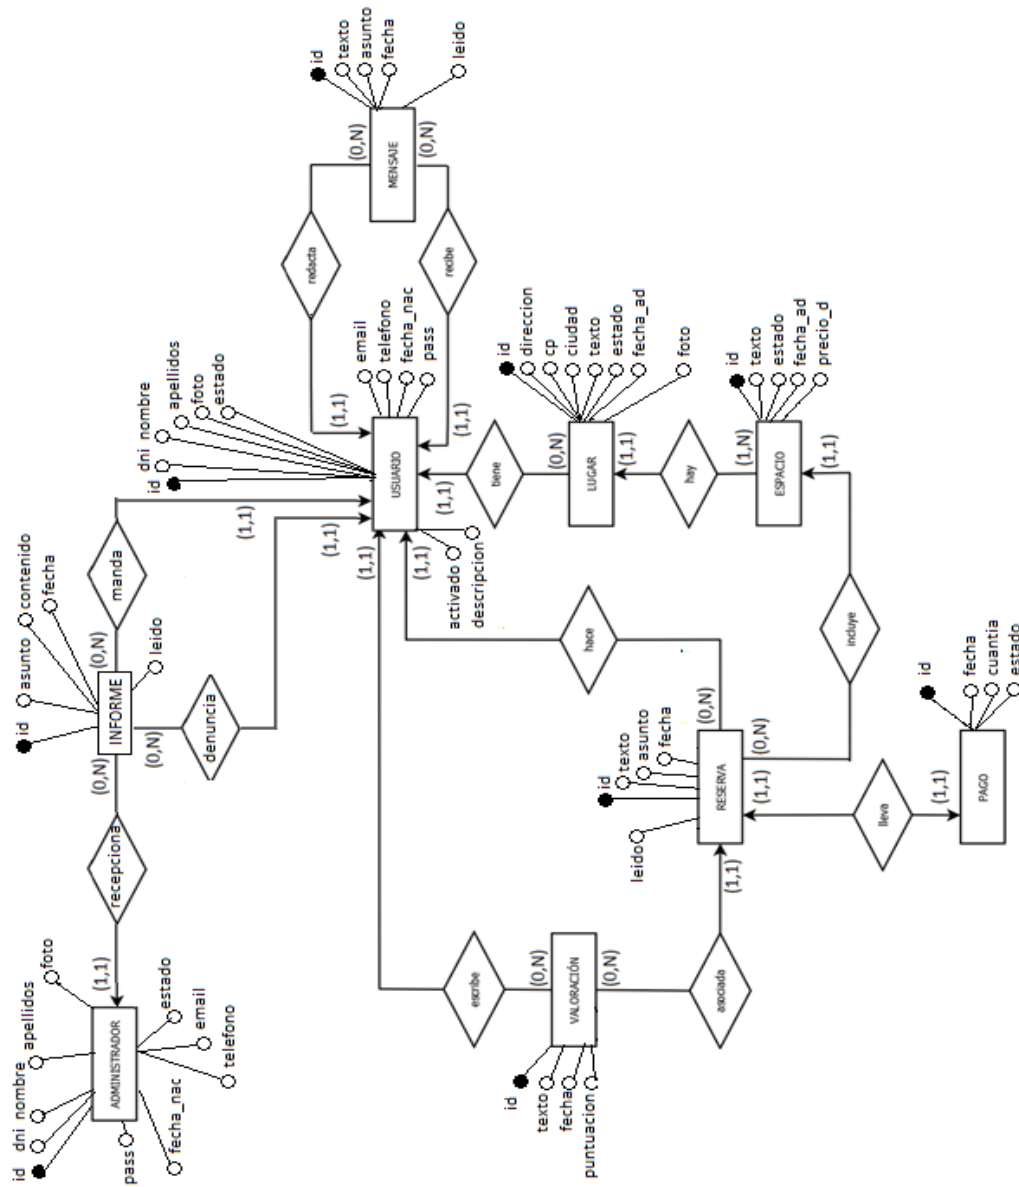 id
dni
nombre
apellidos
foto
ADMINISTRADOR
pass
fecha_nac
estado
email
telefono
(1,1)
recepciona
(0,N)
id
asunto
contenido
fecha
INFORME
leido
(0,N)
manda
(1,1)
(0,N)
denuncia
(1,1)
id
dni
nombre
apellidos
foto
estado
USUARIO
email
telefono
fecha_nac
pass
activado
descripcion
(1,1)
redacta
(0,N)
id
texto
asunto
fecha
leido
MENSAJE
(0,N)
recibe
(1,1)
(1,1)
tiene
(0,N)
id
direccion
cp
ciudad
texto
estado
fecha_ad
foto
LUGAR
(1,1)
hay
(1,N)
id
texto
estado
fecha_ad
precio_d
ESPACIO
(1,1)
incluye
(0,N)
(1,1)
hace
(0,N)
id
texto
asunto
fecha
leido
RESERVA
(1,1)
lleva
(1,1)
id
fecha
cuantia
estado
PAGO
(1,1)
escribe
(0,N)
id
texto
fecha
puntuacion
VALORACIÓN
(0,N)
asociada
(1,1)